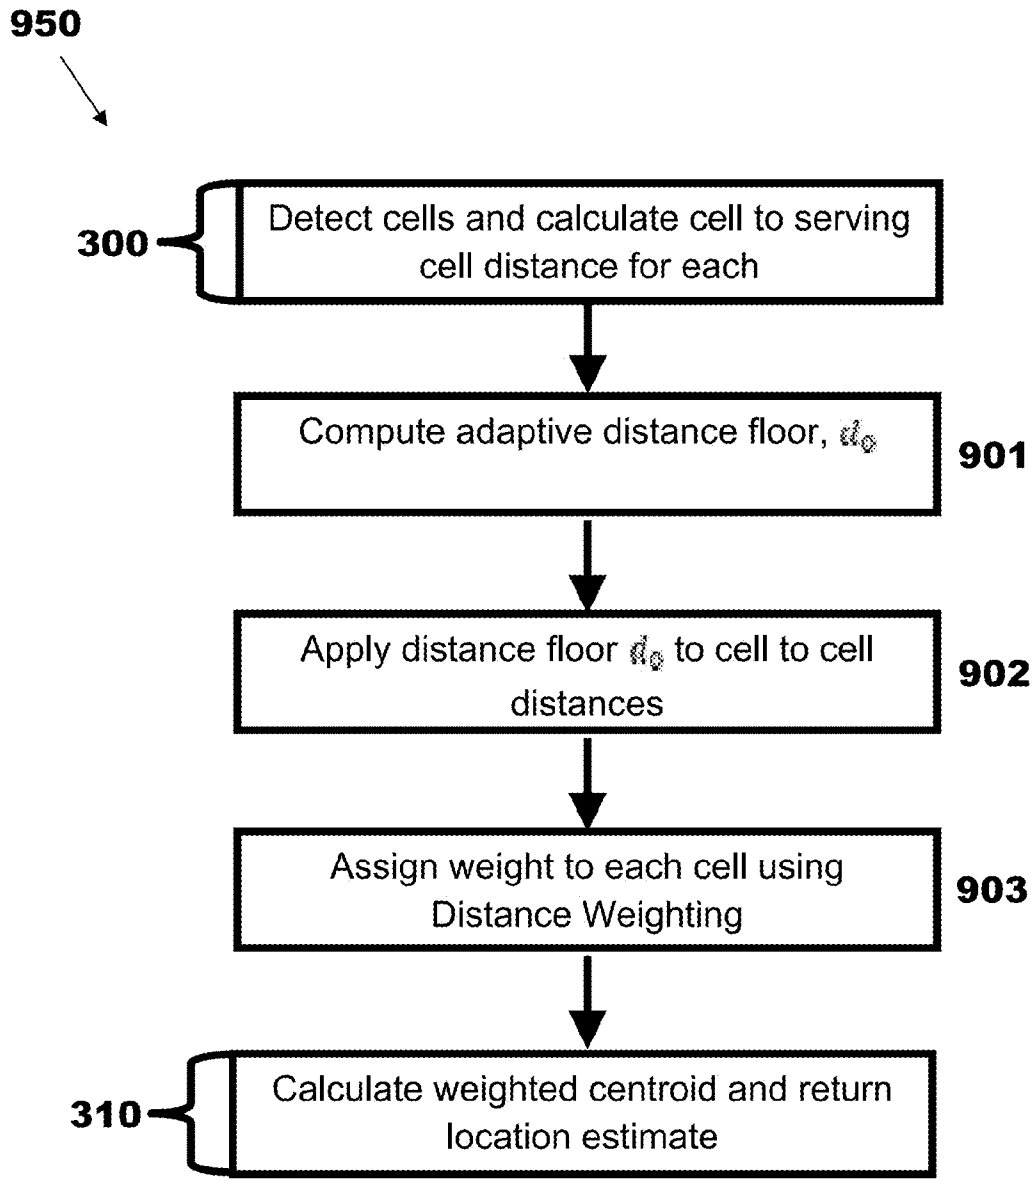 950
Detect cells and calculate cell to serving
cell distance for each
300
Compute adaptive distance floor, d₀
901
Apply distance floor d₀ to cell to cell
distances
902
Assign weight to each cell using
Distance Weighting
903
Calculate weighted centroid and return
location estimate
310